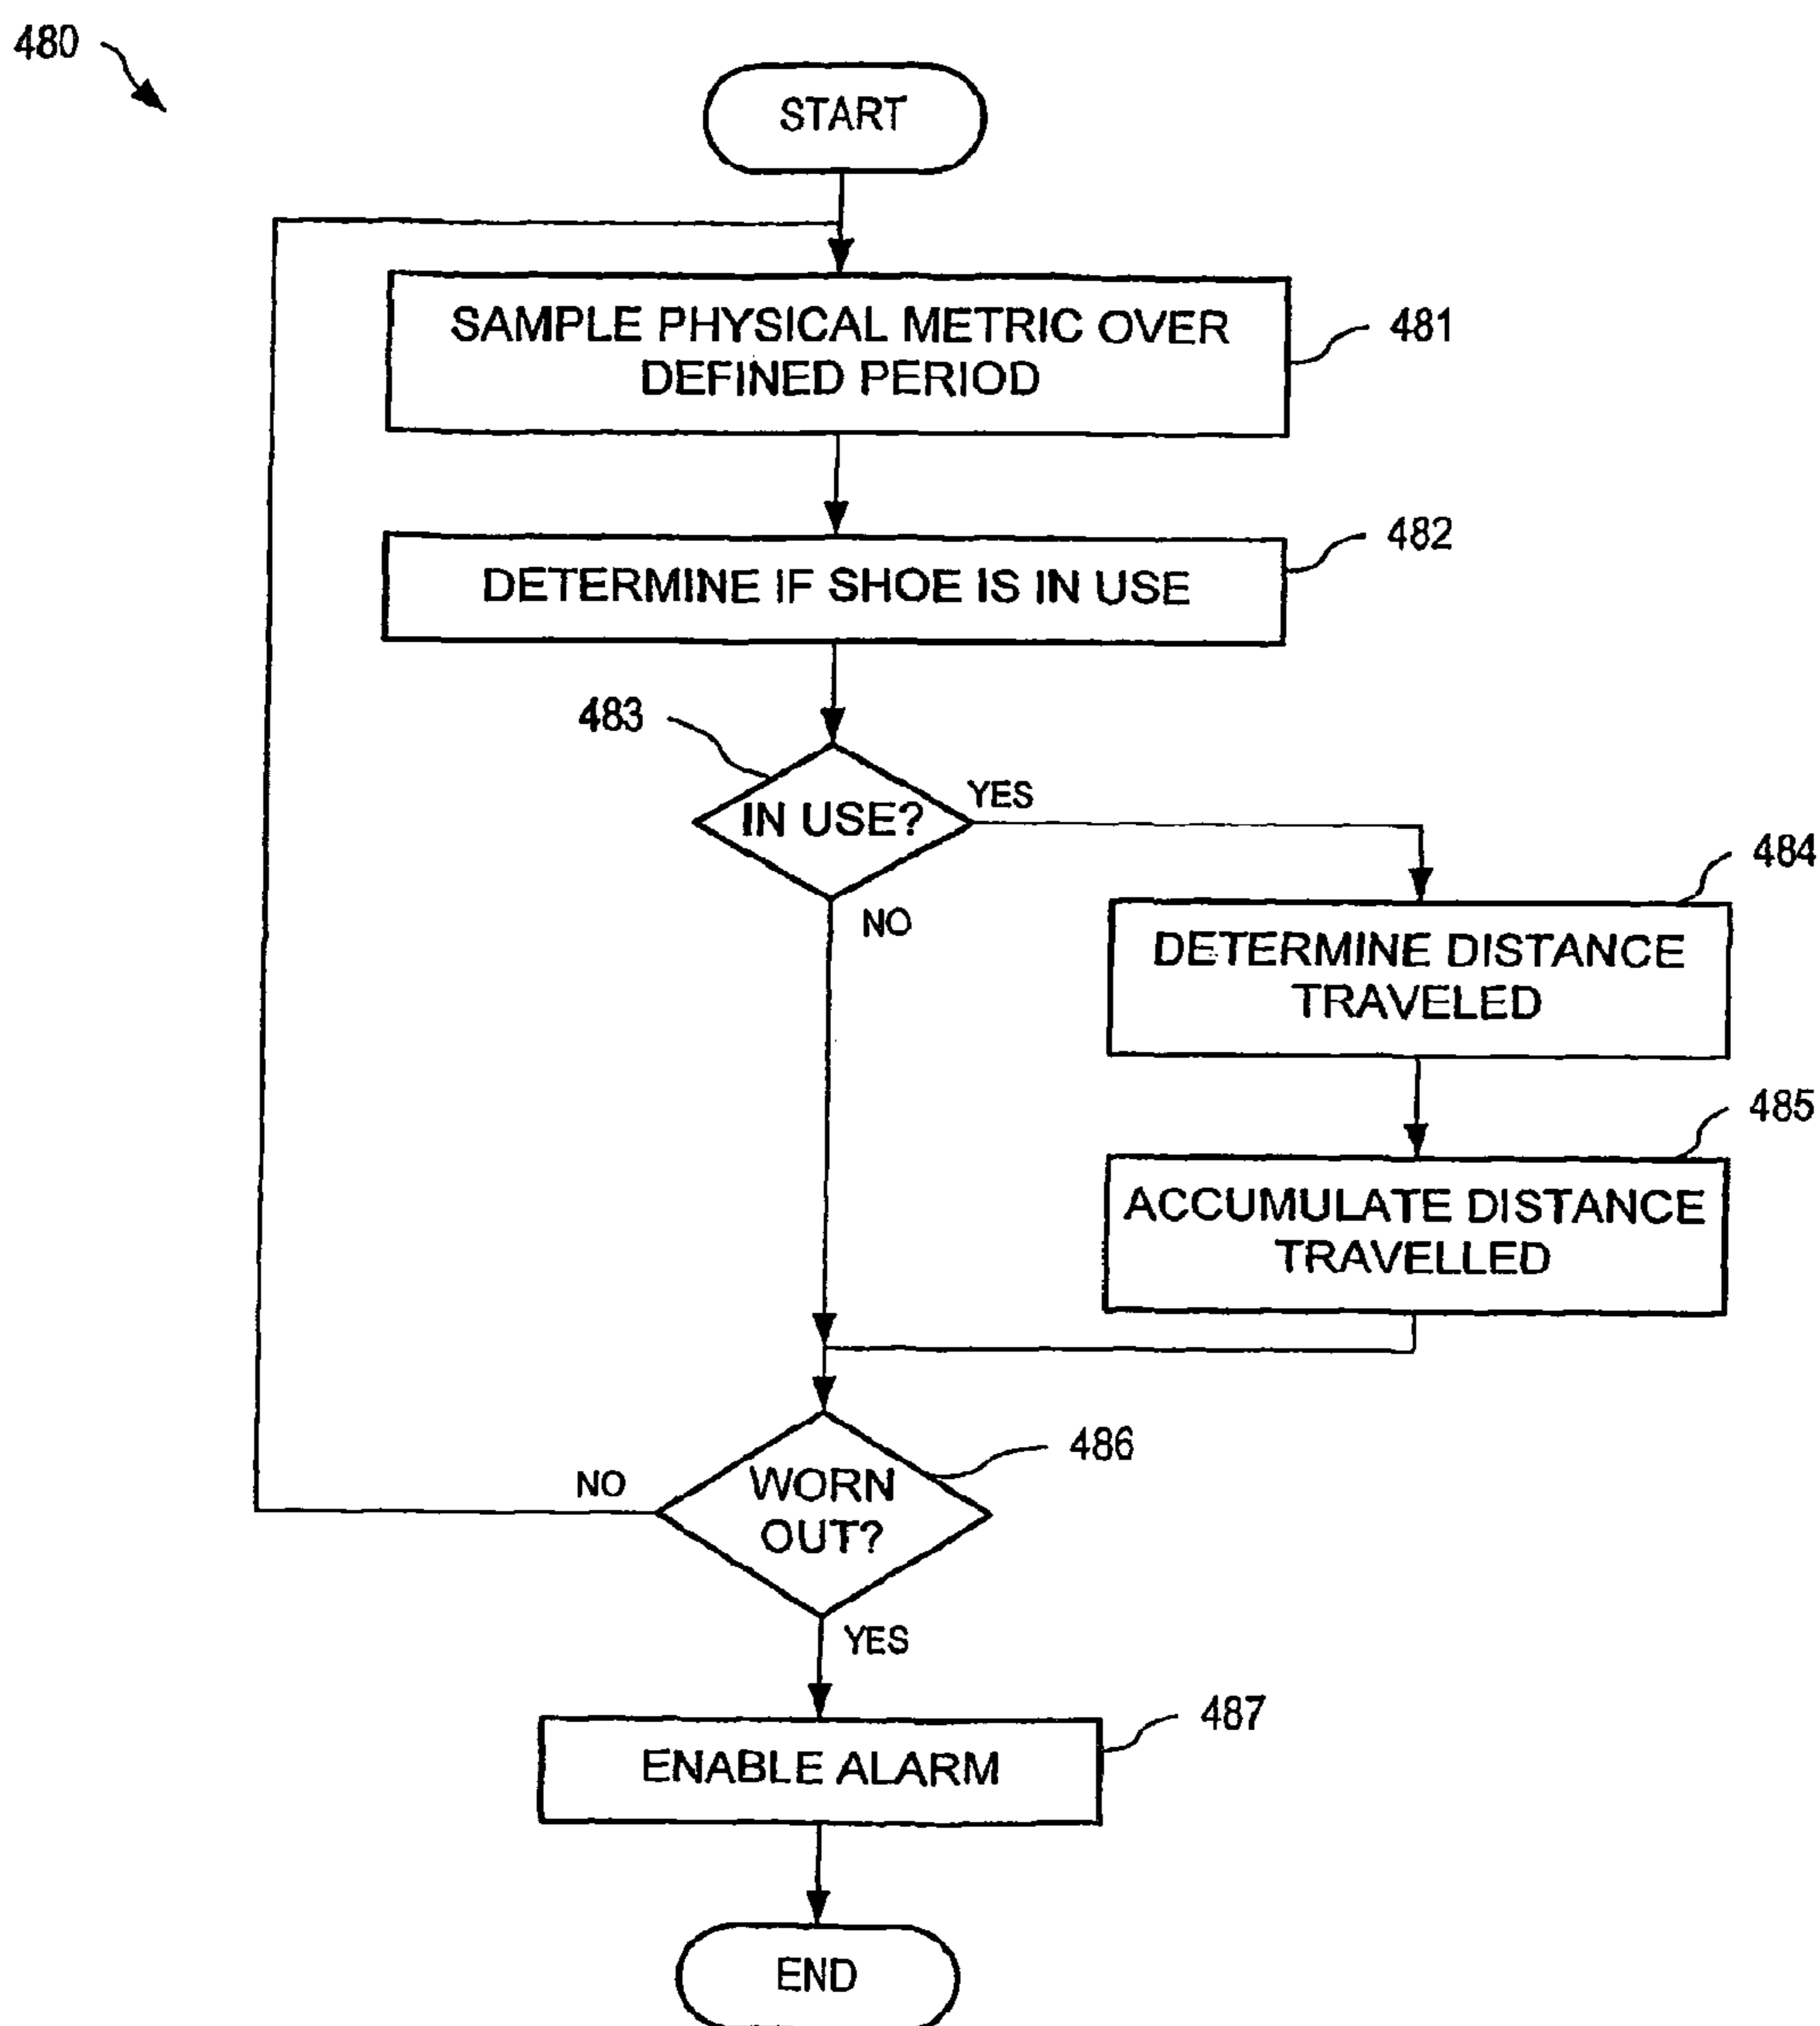 480
START
SAMPLE PHYSICAL METRIC OVER
DEFINED PERIOD
481
DETERMINE IF SHOE IS IN USE
482
483
IN USE?
YES
NO
484
DETERMINE DISTANCE
TRAVELED
485
ACCUMULATE DISTANCE
TRAVELLED
486
WORN
OUT?
NO
YES
487
ENABLE ALARM
END